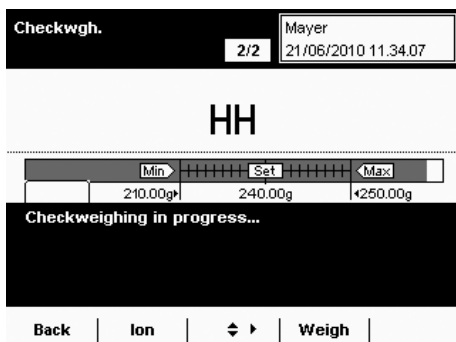 Checkwgh.
2/2
Mayer
21/06/2010 11.34.07
HH
Min Set Max
210.00g 240.00g 250.00g
Checkweighing in progress...
Back Ion Weigh